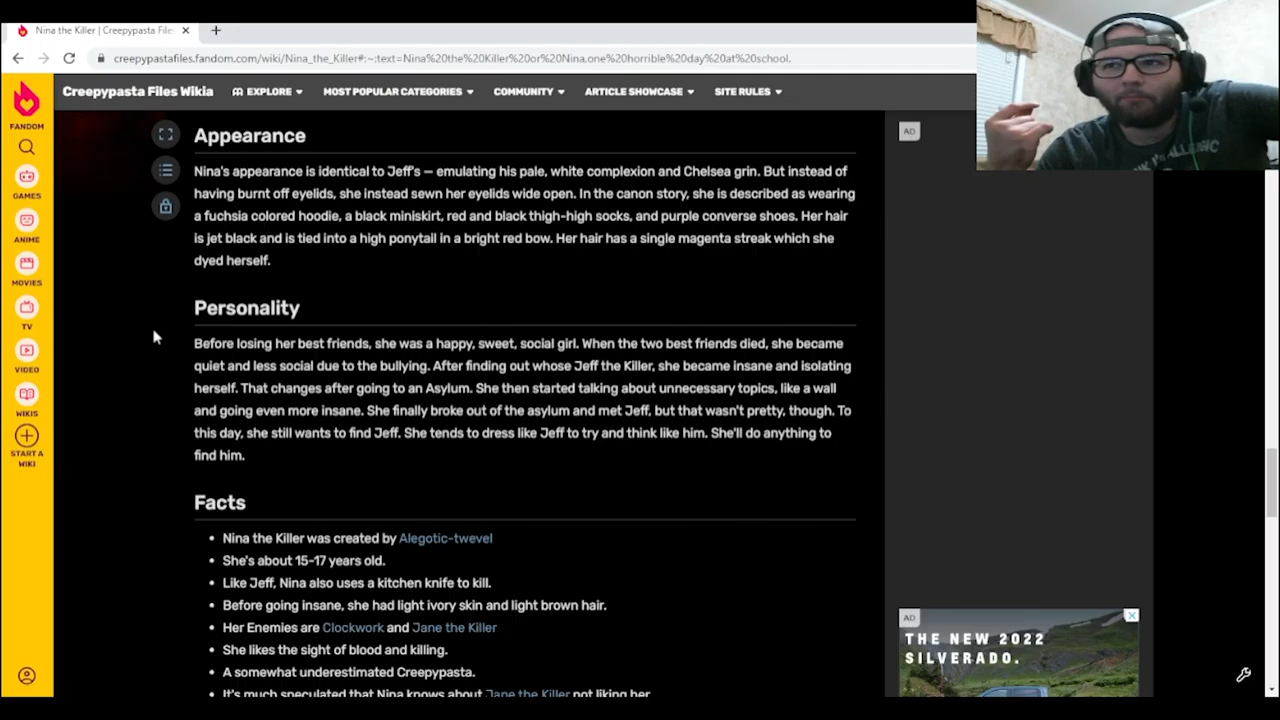 Nina the Killer | Creepypasta File
creepypastafiles.fandom.com/wiki/Nina_the_Killer#:~:text=Nina%20the%20Killer%20or%20Nina,one%20horrible%20day%20at%20school.
FANDOM
GAMES
ANIME
MOVIES
TV
VIDEO
WIKIS
START A
WIKI
Creepypasta Files Wikia
EXPLORE
MOST POPULAR CATEGORIES
COMMUNITY
ARTICLE SHOWCASE
SITE RULES
Appearance
Nina's appearance is identical to Jeff's — emulating his pale, white complexion and Chelsea grin. But instead of
having burnt off eyelids, she instead sewn her eyelids wide open. In the canon story, she is described as wearing
a fuchsia colored hoodie, a black miniskirt, red and black thigh-high socks, and purple converse shoes. Her hair
is jet black and is tied into a high ponytail in a bright red bow. Her hair has a single magenta streak which she
dyed herself.
Personality
Before losing her best friends, she was a happy, sweet, social girl. When the two best friends died, she became
quiet and less social due to the bullying. After finding out whose Jeff the Killer, she became insane and isolating
herself. That changes after going to an Asylum. She then started talking about unnecessary topics, like a wall
and going even more insane. She finally broke out of the asylum and met Jeff, but that wasn't pretty, though. To
this day, she still wants to find Jeff. She tends to dress like Jeff to try and think like him. She'll do anything to
find him.
Facts
Nina the Killer was created by Alegotic-twevel
She's about 15-17 years old.
Like Jeff, Nina also uses a kitchen knife to kill.
Before going insane, she had light ivory skin and light brown hair.
Her Enemies are Clockwork and Jane the Killer
She likes the sight of blood and killing.
A somewhat underestimated Creepypasta.
It's much speculated that Nina knows about Jane the Killer not liking her
AD
AD
THE NEW 2022
SILVERADO.